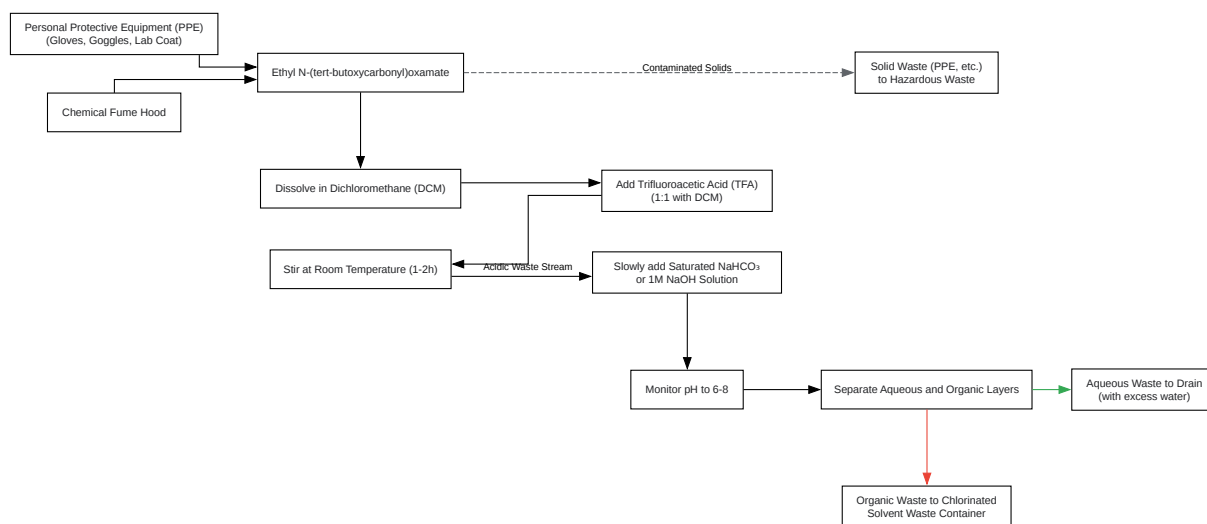 Personal Protective Equipment (PPE)
(Gloves, Goggles, Lab Coat)
Ethyl N-(tert-butoxycarbonyl)oxamate
Contaminated Solids
Solid Waste (PPE, etc.)
to Hazardous Waste
Chemical Fume Hood
Dissolve in Dichloromethane (DCM)
Add Trifluoroacetic Acid (TFA)
(1:1 with DCM)
Stir at Room Temperature (1-2h)
Acidic Waste Stream
Slowly add Saturated NaHCO₃
or 1M NaOH Solution
Monitor pH to 6-8
Separate Aqueous and Organic Layers
Aqueous Waste to Drain
(with excess water)
Organic Waste to Chlorinated
Solvent Waste Container